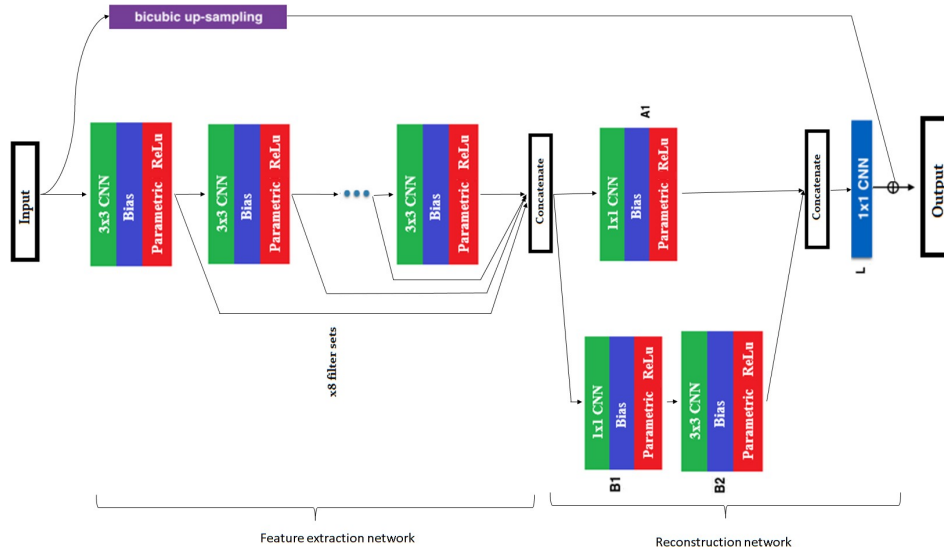 bicubic up-sampling
Input
3x3 CNN
Bias
Parametric ReLu
3x3 CNN
Bias
Parametric ReLu
3x3 CNN
Bias
Parametric ReLu
Concatenate
1x1 CNN
Bias
Parametric ReLu
A1
Concatenate
1x1 CNN
L
Output
x8 filter sets
1x1 CNN
Bias
Parametric ReLu
B1
3x3 CNN
Bias
Parametric ReLu
B2
Feature extraction network
Reconstruction network